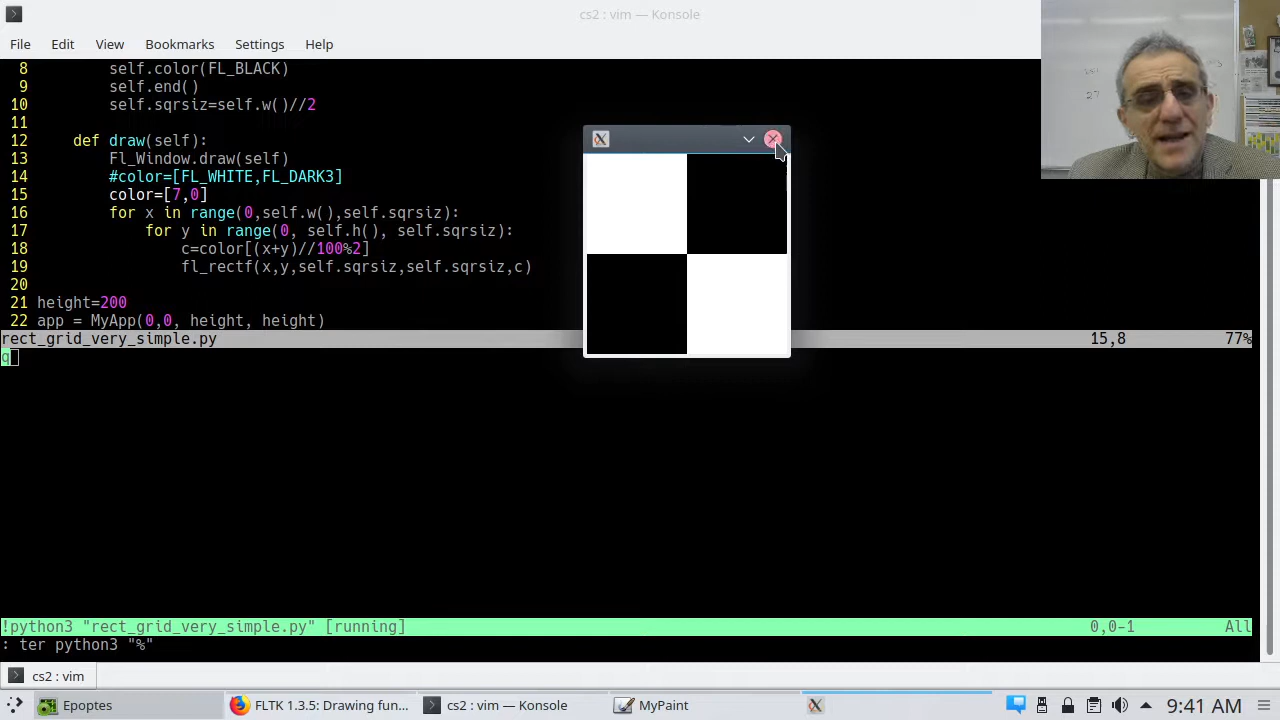 cs2 : vim — Konsole
File Edit View Bookmarks Settings Help
8 self.color(FL_BLACK)
9 self.end()
10 self.sqrsiz=self.w()//2
11
12 def draw(self):
13 Fl_Window.draw(self)
14 #color=[FL_WHITE,FL_DARK3]
15 color=[7,0]
16 for x in range(0,self.w(),self.sqrsiz):
17 for y in range(0, self.h(), self.sqrsiz):
18 c=color[(x+y)//100%2]
19 fl_rectf(x,y,self.sqrsiz,self.sqrsiz,c)
20
21 height=200
22 app = MyApp(0,0, height, height)
rect_grid_very_simple.py 15,8 77%
q
!python3 "rect_grid_very_simple.py" [running] 0,0-1 All
: ter python3 "%"
cs2 : vim
Epoptes FLTK 1.3.5: Drawing fun... cs2 : vim — Konsole MyPaint 9:41 AM
27